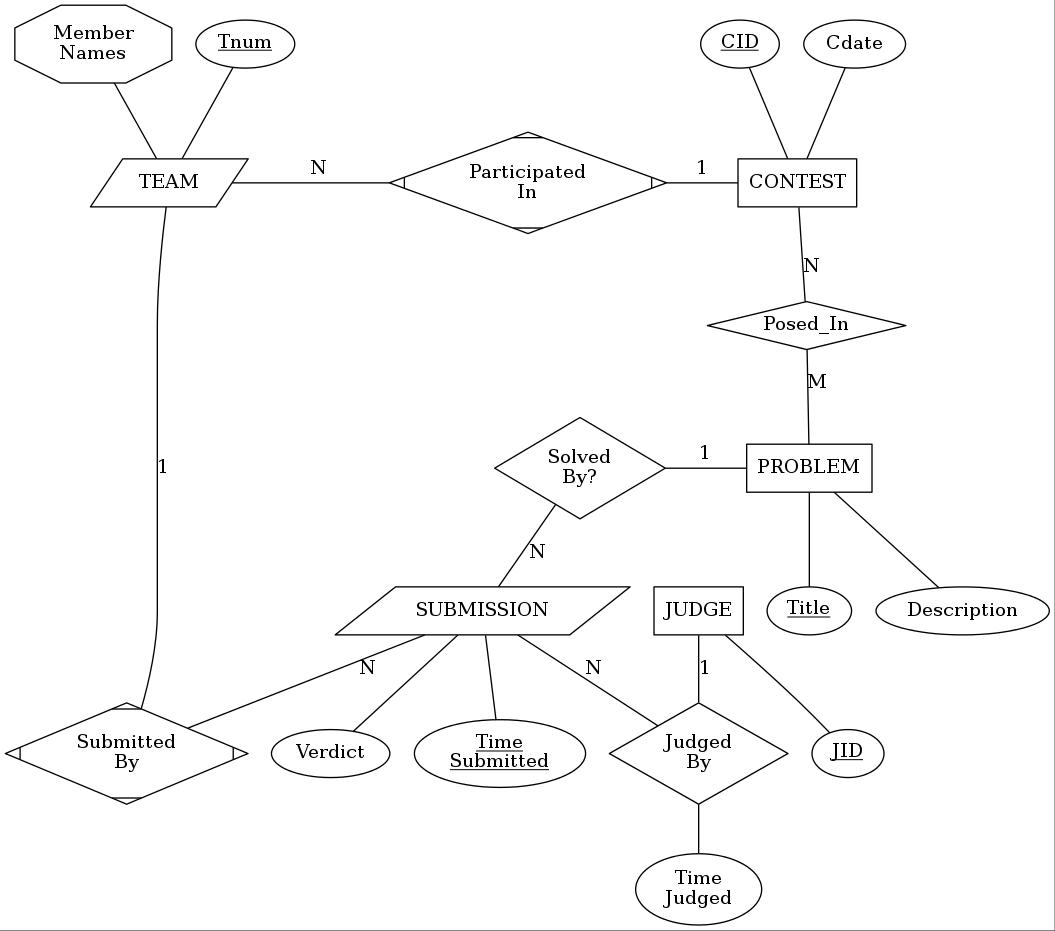 Member
Names
Tnum
CID
Cdate
TEAM
N
Participated
In
1
CONTEST
N
Posed_In
M
1
Solved
By?
1
PROBLEM
N
SUBMISSION
JUDGE
Title
Description
N
N
1
Submitted
By
Verdict
Time
Submitted
Judged
By
JID
Time
Judged